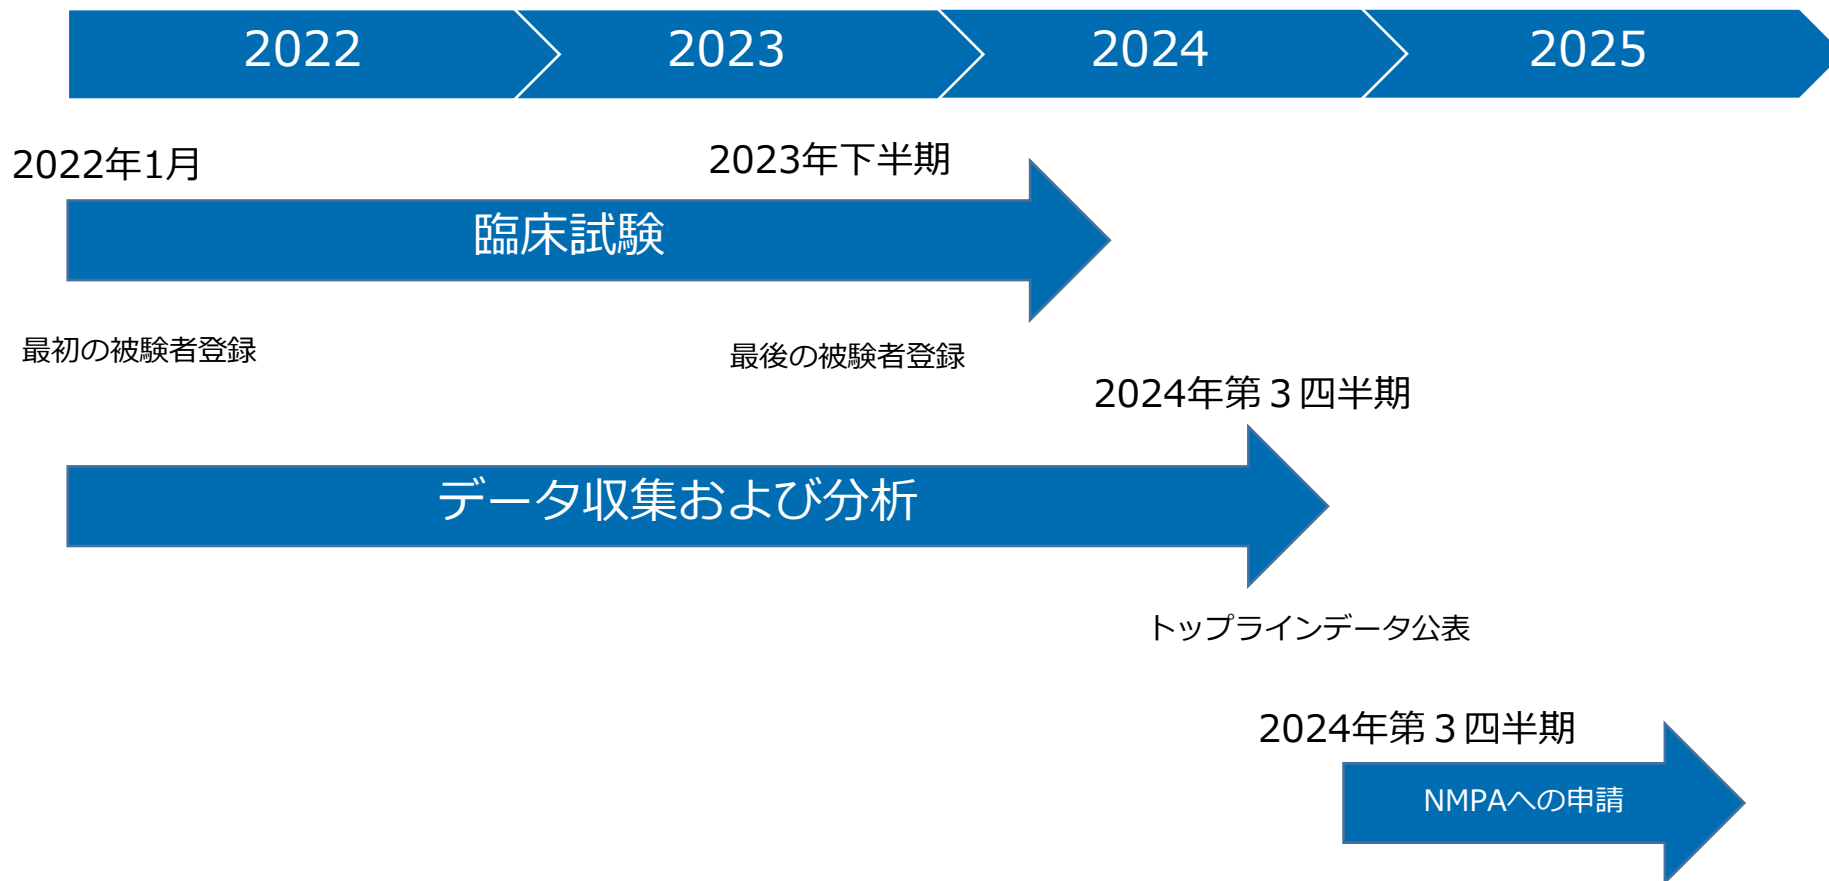 2022
2023
2024
2025
2022年1月
2023年下半期
臨床試験
最初の被験者登録
最後の被験者登録
2024年第３四半期
データ収集および分析
トップラインデータ公表
2024年第３四半期
NMPAへの申請